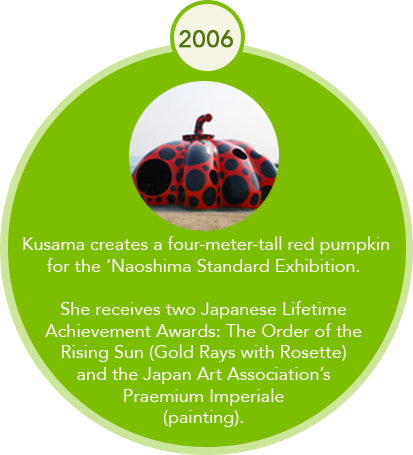 2006
Kusama creates a four-meter-tall red pumpkin
for the ‘Naoshima Standard Exhibition.
She receives two Japanese Lifetime
Achievement Awards: The Order of the
Rising Sun (Gold Rays with Rosette)
and the Japan Art Association’s
Praemium Imperiale
(painting).